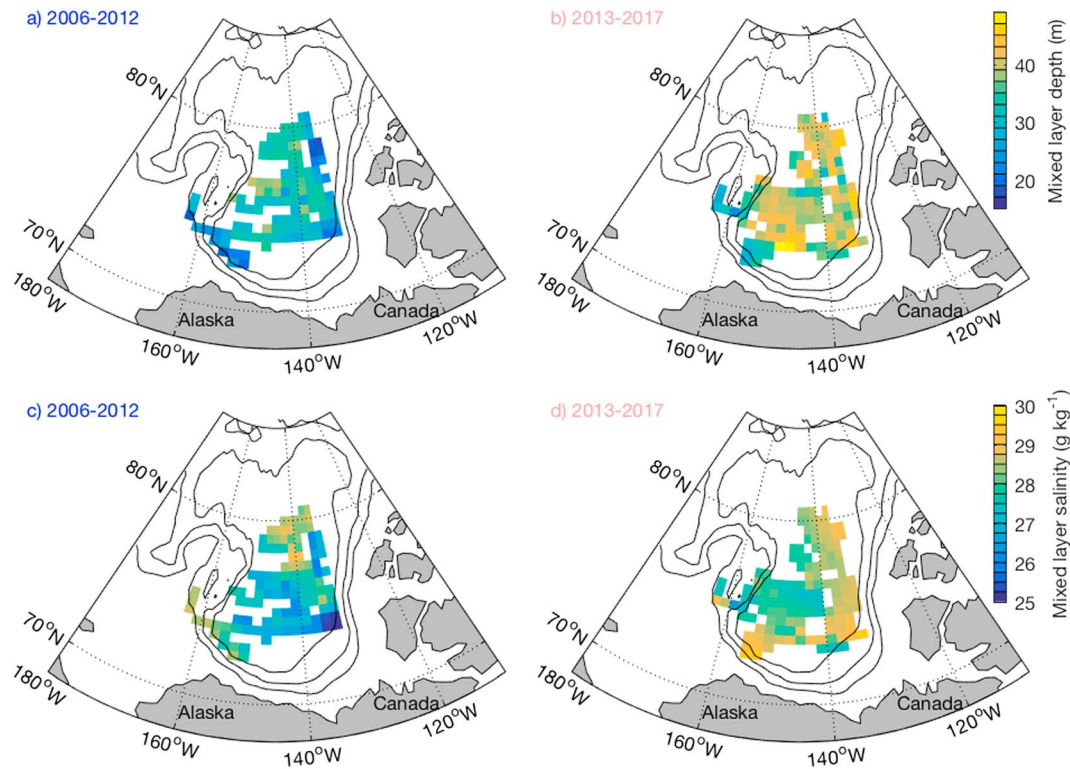 a) 2006-2012
80°N
70°N
180°W
160°W
140°W
120°W
Alaska
Canada
b) 2013-2017
80°N
70°N
180°W
160°W
140°W
120°W
Alaska
Canada
40
30
20
Mixed layer depth (m)
c) 2006-2012
80°N
70°N
180°W
160°W
140°W
120°W
Alaska
Canada
d) 2013-2017
80°N
70°N
180°W
160°W
140°W
120°W
Alaska
Canada
30
29
28
27
26
25
Mixed layer salinity (g kg⁻¹)